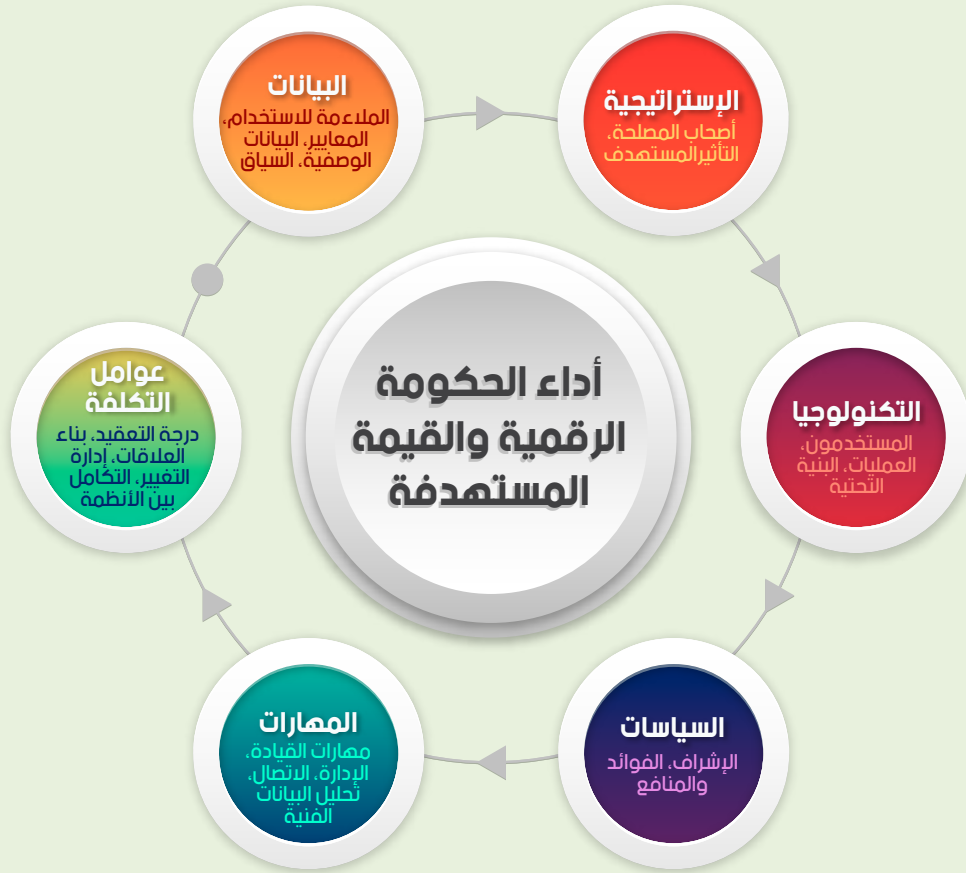 البيانات
الملاءمة للاستخدام،
المعايير، البيانات
الوصفية، السياق
الإستراتيجية
أصحاب المصلحة،
التأثيرالمستهدف
التكنولوجيا
المستخدمون،
العمليات، البنية
التحتية
السياسات
الإشراف، الفوائد
والمنافع
المهارات
مهارات القيادة،
الإدارة، الاتصال،
تحليل البيانات
الفنية
عوامل
التكلفة
درجة التعقيد، بناء
العلاقات، إدارة
التغيير، التكامل
بين الأنظمة
أداء الحكومة
الرقمية والقيمة
المستهدفة